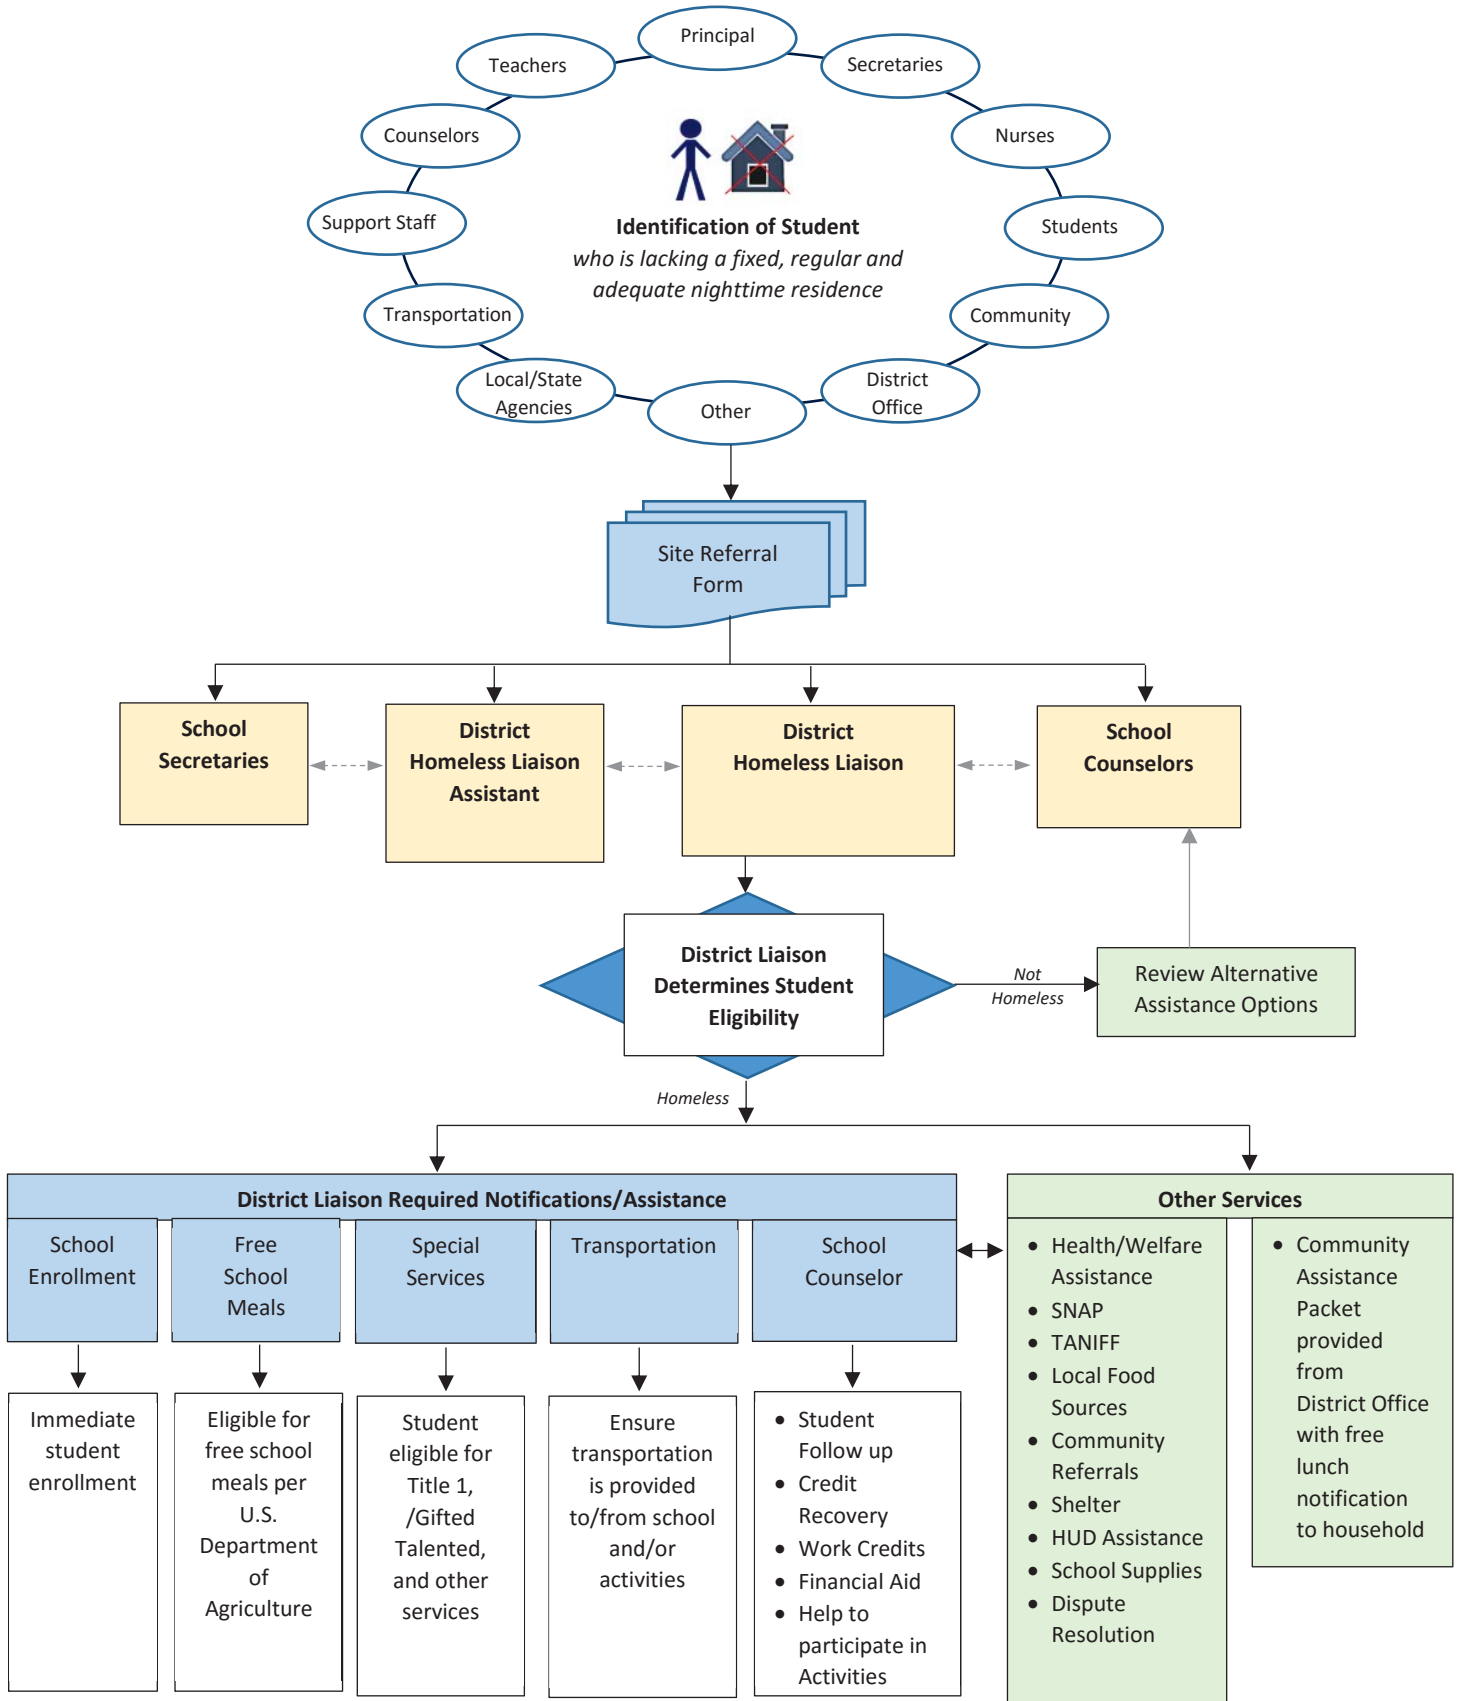 Principal
Teachers
Secretaries
Counselors
Nurses
Support Staff
Students
Identification of Student
who is lacking a fixed, regular and
adequate nighttime residence
Transportation
Community
Local/State
Agencies
District
Office
Other
Site Referral
Form
School
Secretaries
District
Homeless Liaison
Assistant
District
Homeless Liaison
School
Counselors
District Liaison
Determines Student
Eligibility
Not
Homeless
Review Alternative
Assistance Options
Homeless
District Liaison Required Notifications/Assistance
School
Enrollment
Free
School
Meals
Special
Services
Transportation
School
Counselor
Immediate
student
enrollment
Eligible for
free school
meals per
U.S.
Department
of
Agriculture
Student
eligible for
Title 1,
/Gifted
Talented,
and other
services
Ensure
transportation
is provided
to/from school
and/or
activities
• Student
Follow up
• Credit
Recovery
• Work Credits
• Financial Aid
• Help to
participate in
Activities
Other Services
• Health/Welfare
Assistance
• SNAP
• TANIFF
• Local Food
Sources
• Community
Referrals
• Shelter
• HUD Assistance
• School Supplies
• Dispute
Resolution
• Community
Assistance
Packet
provided
from
District Office
with free
lunch
notification
to household